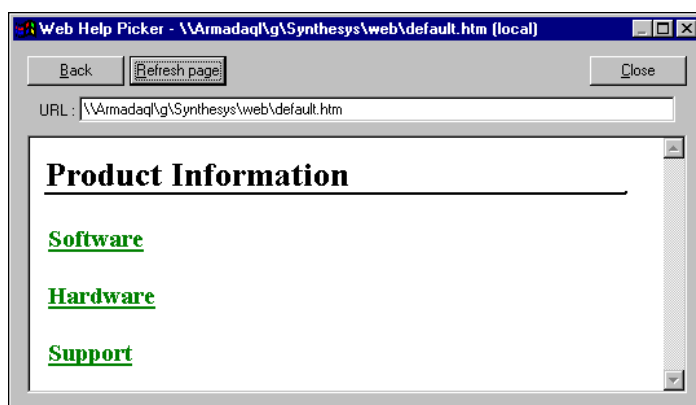 Web Help Picker - \\Armadaql\g\Synthesys\web\default.htm (local)
Back Refresh page Close
URL : \\Armadaql\g\Synthesys\web\default.htm
Product Information
Software
Hardware
Support